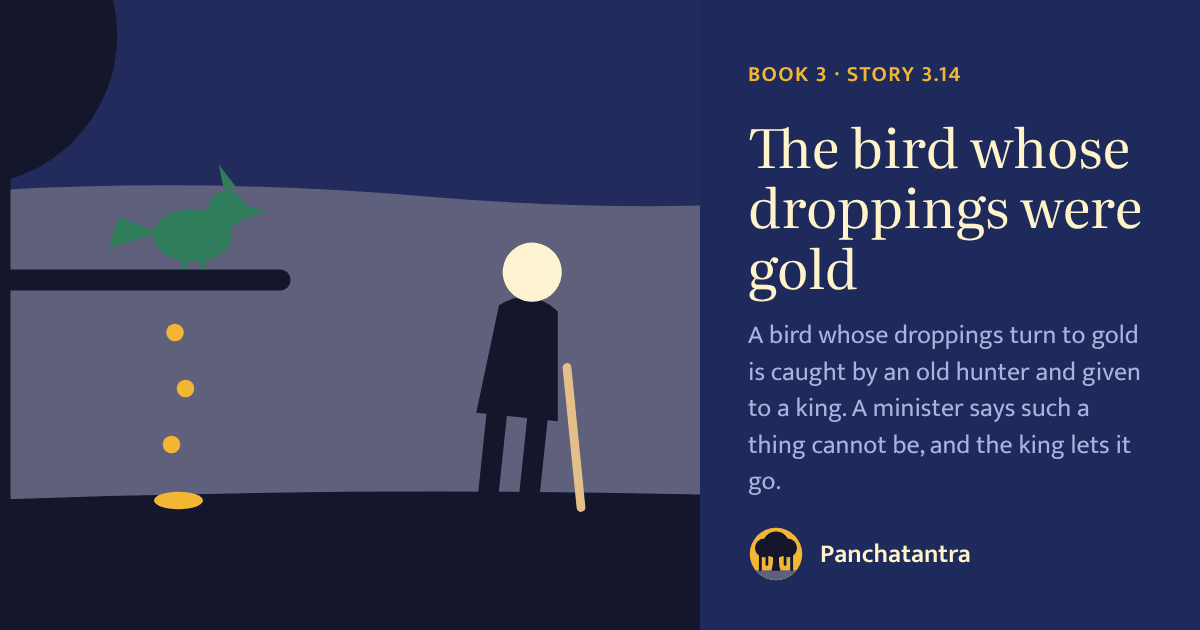 BOOK 3 · STORY 3.14
The bird whose
droppings were
gold
A bird whose droppings turn to gold
is caught by an old hunter and given
to a king. A minister says such a
thing cannot be, and the king lets it
go.
Panchatantra